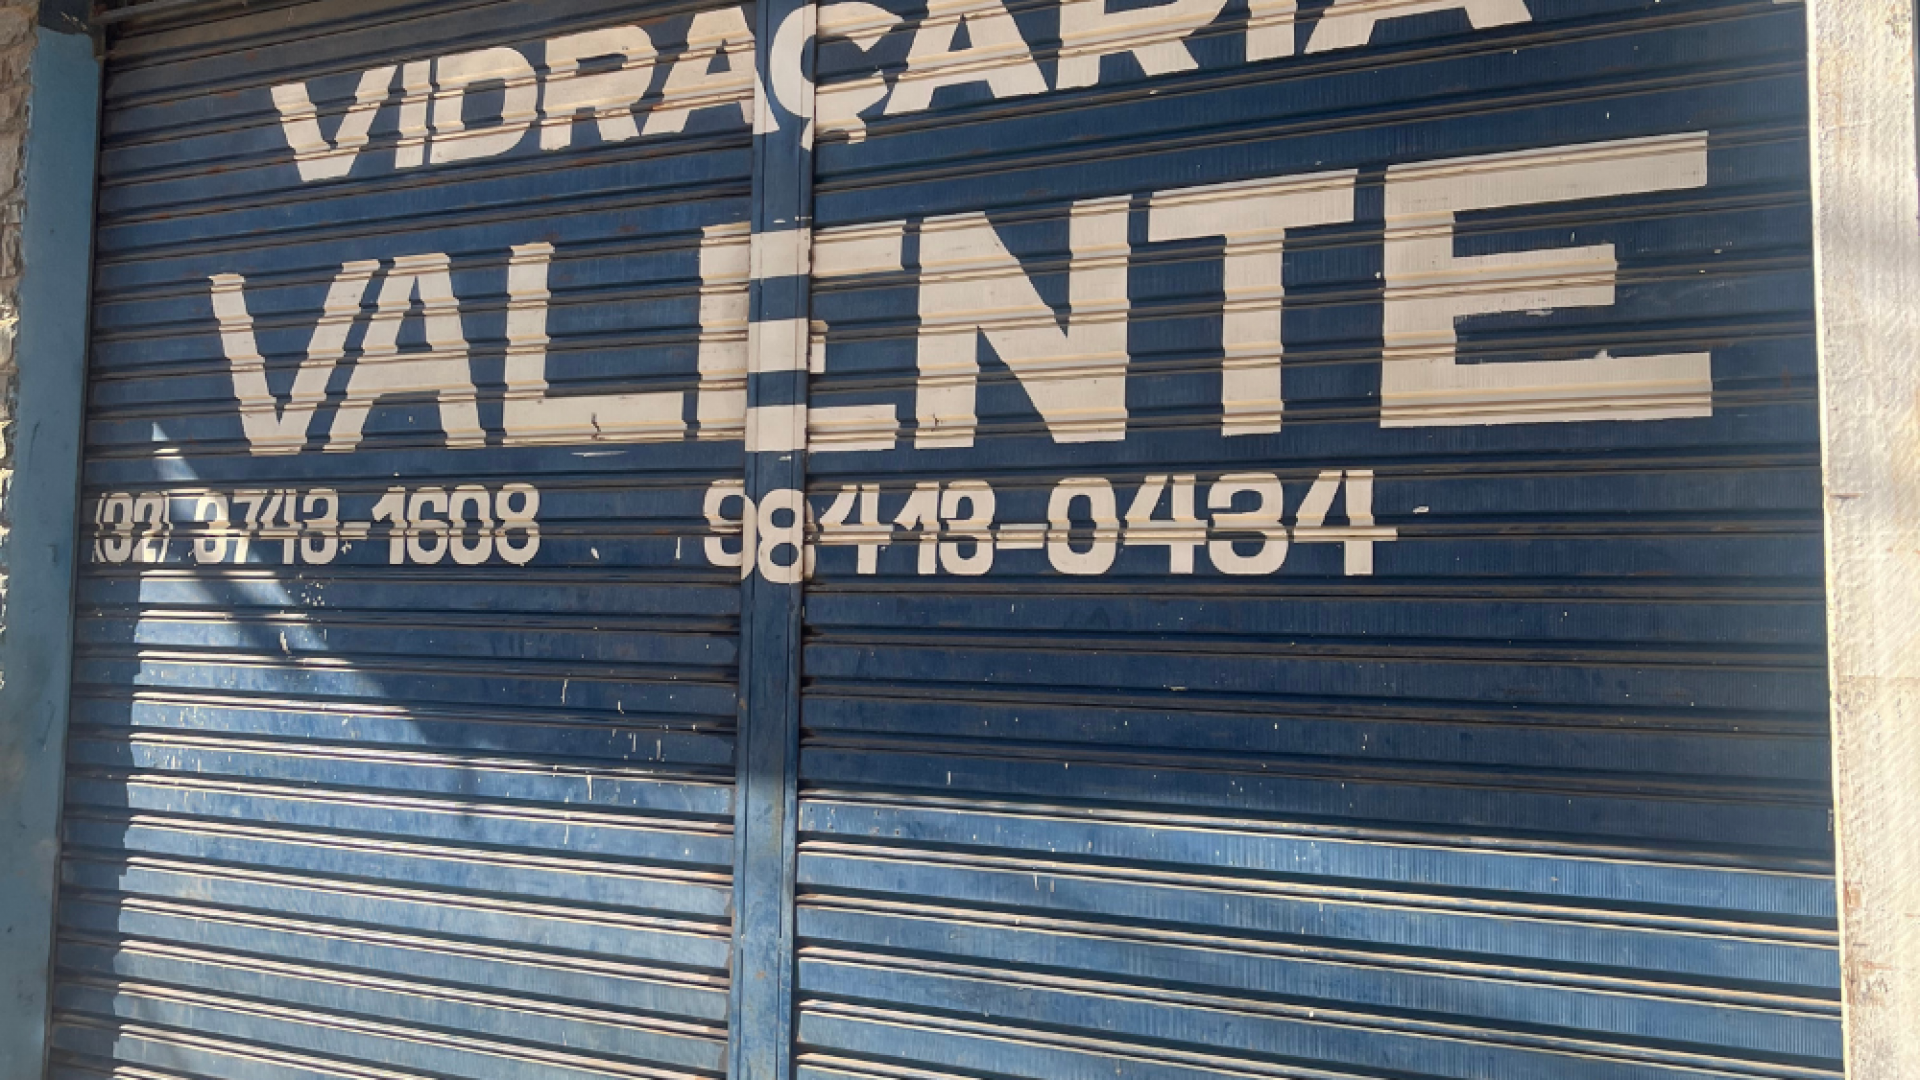 VIDRAÇARIA
VALENTE
(32) 3743-1608 98413-0434